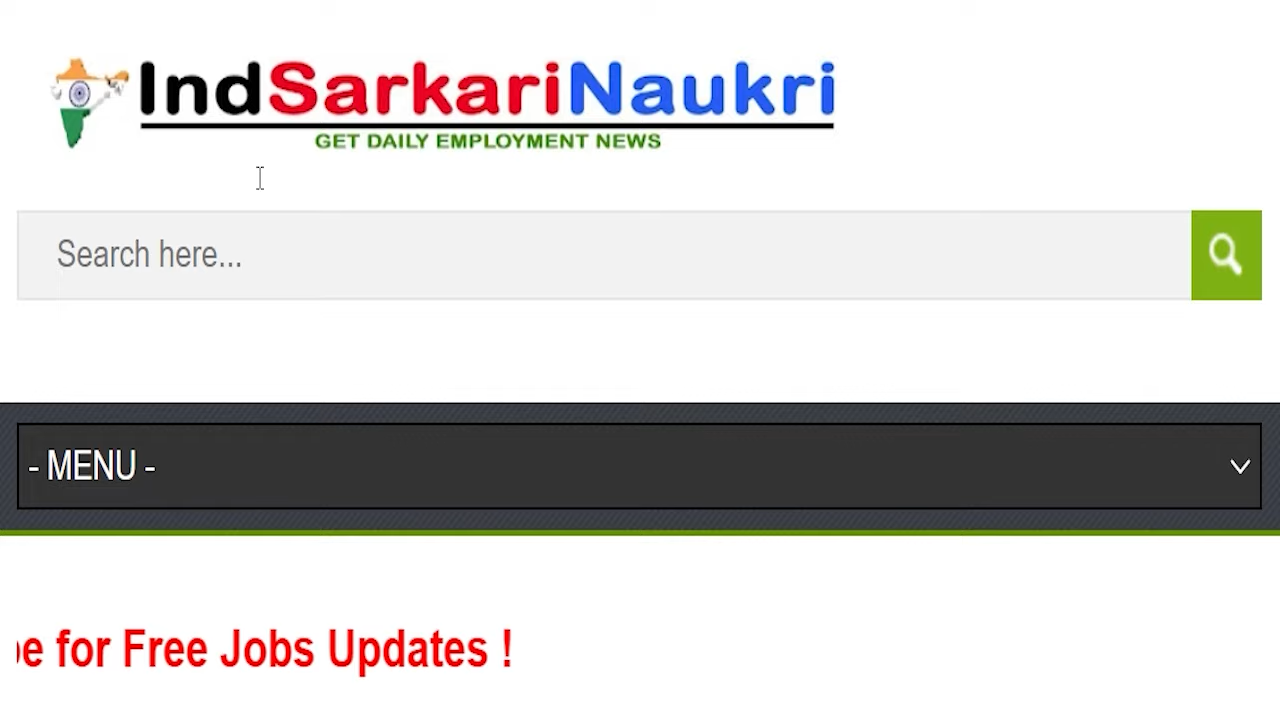 IndSarkariNaukri
GET DAILY EMPLOYMENT NEWS
Search here...
- MENU -
for Free Jobs Updates !